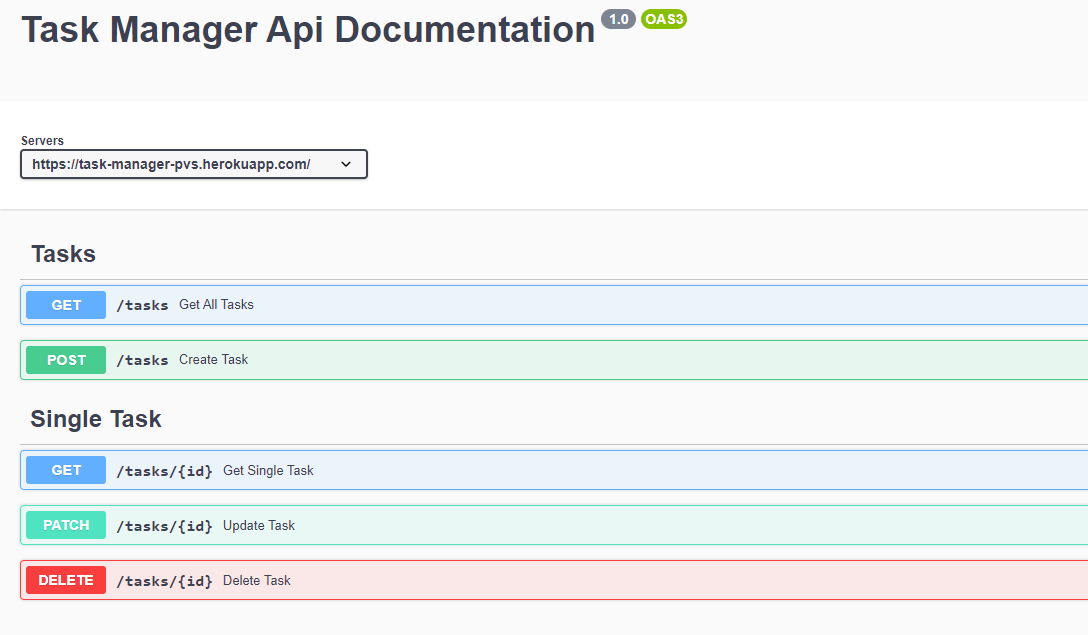 Task Manager Api Documentation 1.0 OAS3
Servers
https://task-manager-pvs.herokuapp.com/
Tasks
GET /tasks Get All Tasks
POST /tasks Create Task
Single Task
GET /tasks/{id} Get Single Task
PATCH /tasks/{id} Update Task
DELETE /tasks/{id} Delete Task